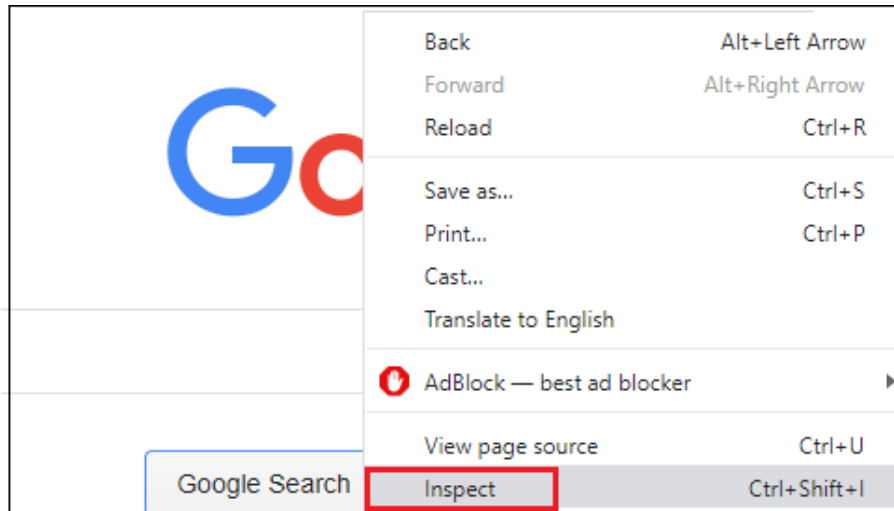 Go
Back Alt+Left Arrow
Forward Alt+Right Arrow
Reload Ctrl+R
Save as... Ctrl+S
Print... Ctrl+P
Cast...
Translate to English
AdBlock — best ad blocker
View page source Ctrl+U
Google Search
Inspect Ctrl+Shift+I